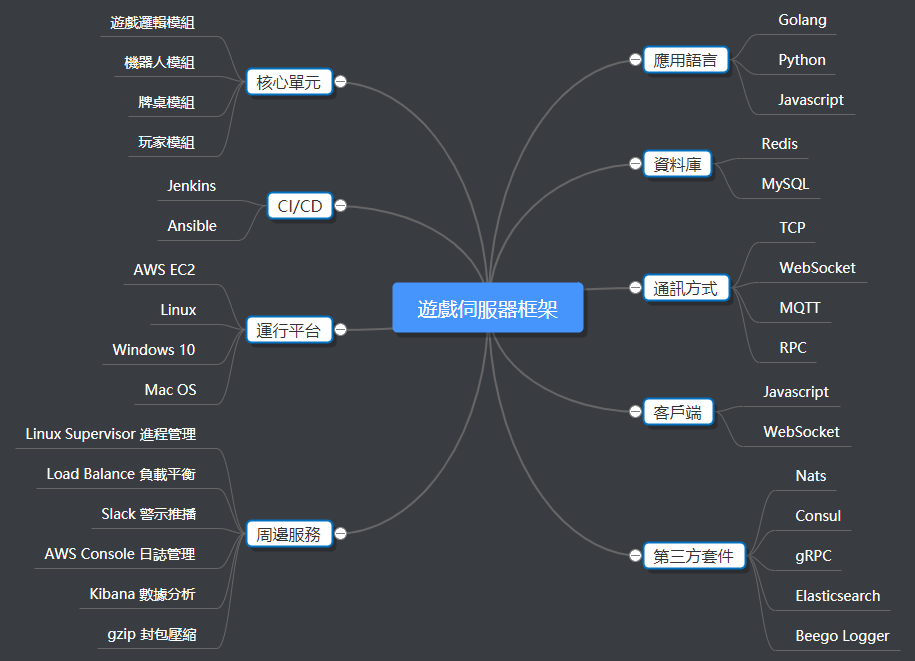 遊戲伺服器框架
核心單元
遊戲邏輯模組
機器人模組
牌桌模組
玩家模組
CI/CD
Jenkins
Ansible
運行平台
AWS EC2
Linux
Windows 10
Mac OS
周邊服務
Linux Supervisor 進程管理
Load Balance 負載平衡
Slack 警示推播
AWS Console 日誌管理
Kibana 數據分析
gzip 封包壓縮
應用語言
Golang
Python
Javascript
資料庫
Redis
MySQL
通訊方式
TCP
WebSocket
MQTT
RPC
客戶端
Javascript
WebSocket
第三方套件
Nats
Consul
gRPC
Elasticsearch
Beego Logger